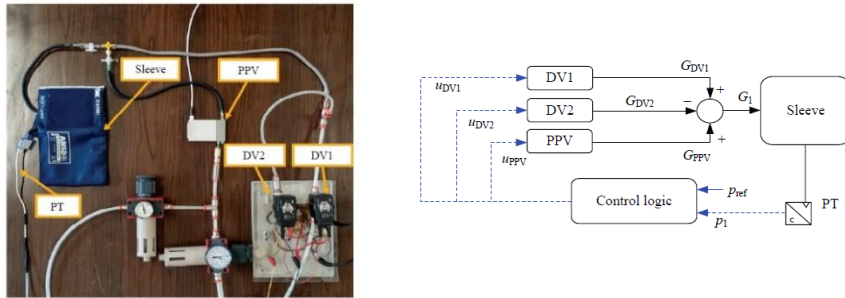 Sleeve
PPV
DV2
DV1
PT
u_DV1
DV1
G_DV1
+
u_DV2
DV2
G_DV2
−
G_1
Sleeve
u_PPV
PPV
G_PPV
+
Control logic
p_ref
p_1
PT
c